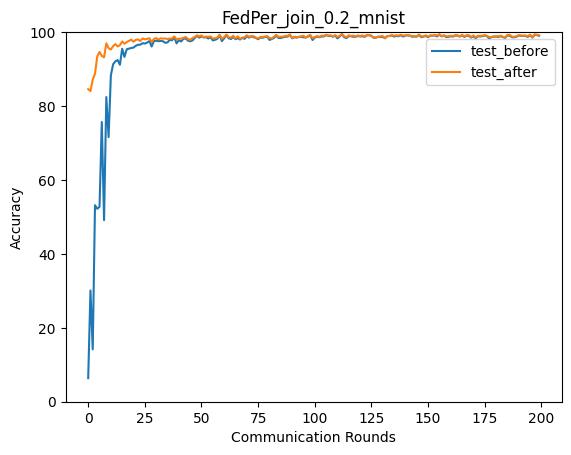 FedPer_join_0.2_mnist
100
80
60
40
20
0
Accuracy
test_before
test_after
0 25 50 75 100 125 150 175 200
Communication Rounds